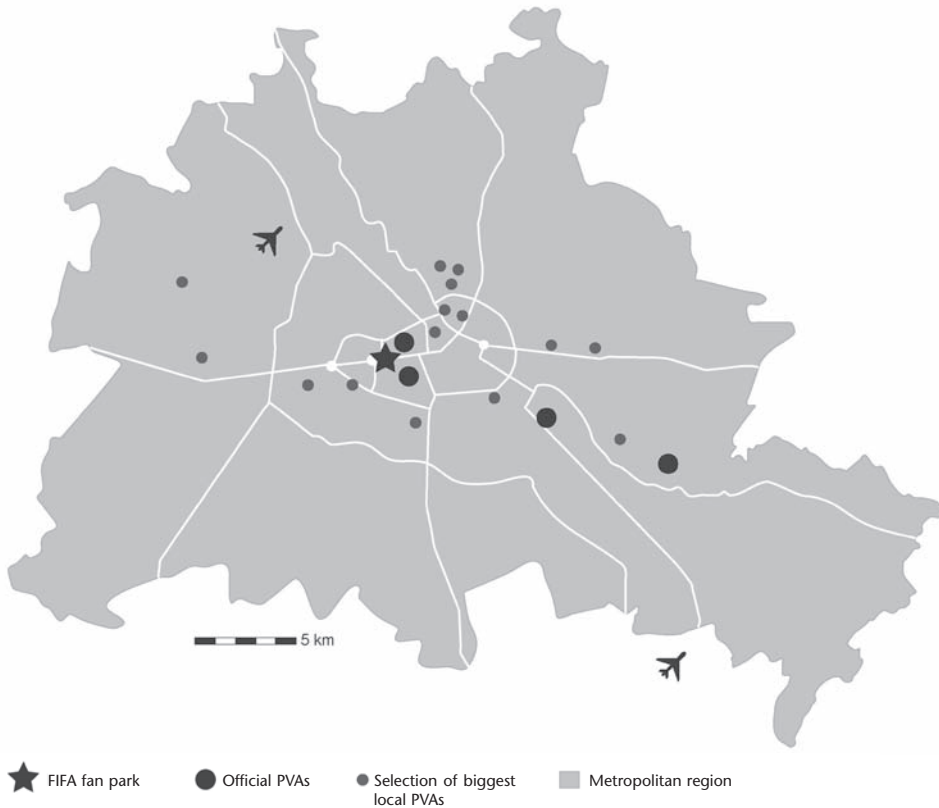 5 km
FIFA fan park
Official PVAs
Selection of biggest
local PVAs
Metropolitan region